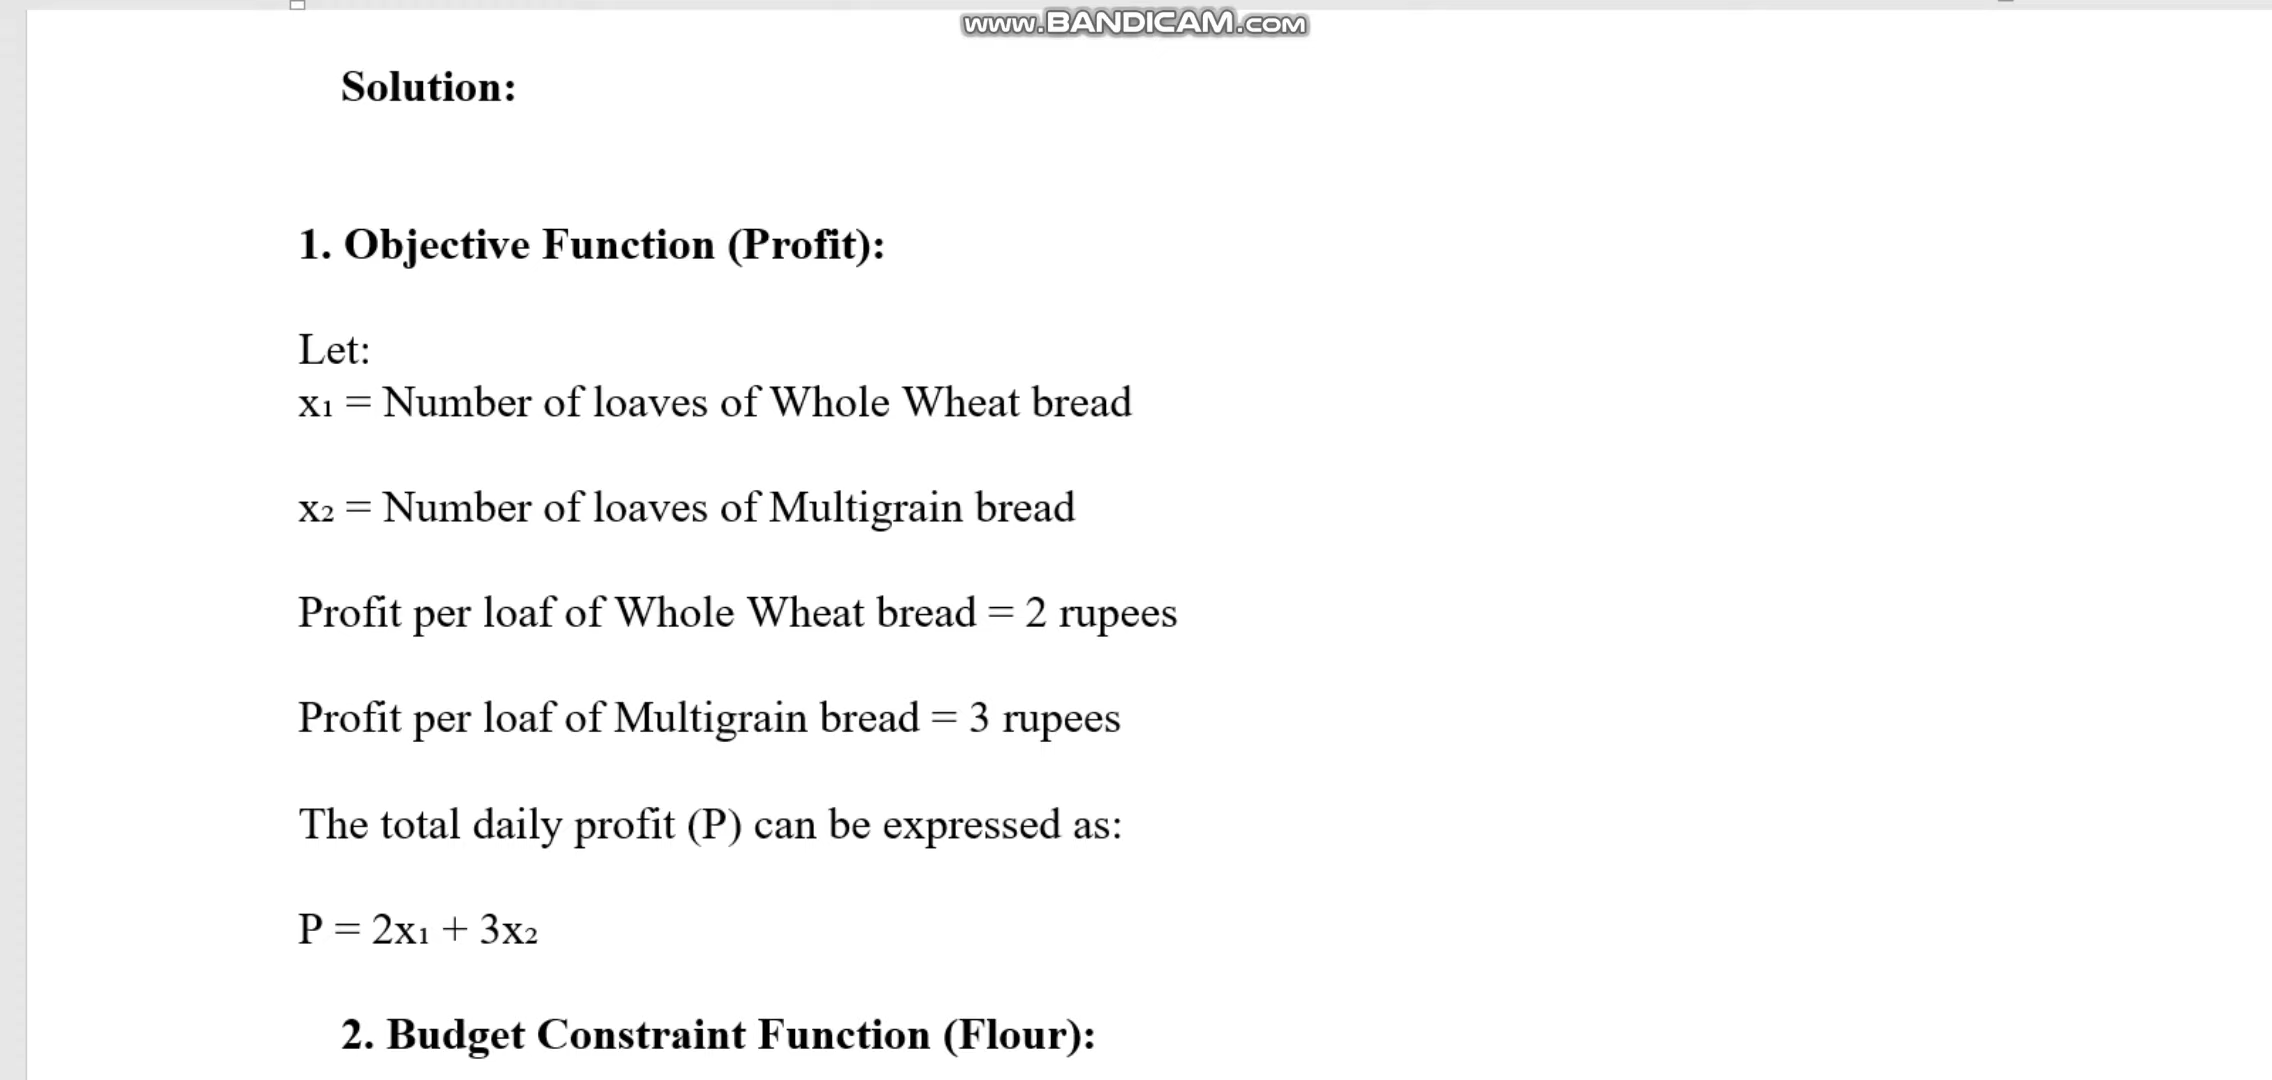 www.BANDICAM.COM
Solution:
1. Objective Function (Profit):
Let:
x₁ = Number of loaves of Whole Wheat bread
x₂ = Number of loaves of Multigrain bread
Profit per loaf of Whole Wheat bread = 2 rupees
Profit per loaf of Multigrain bread = 3 rupees
The total daily profit (P) can be expressed as:
P = 2x₁ + 3x₂
2. Budget Constraint Function (Flour):